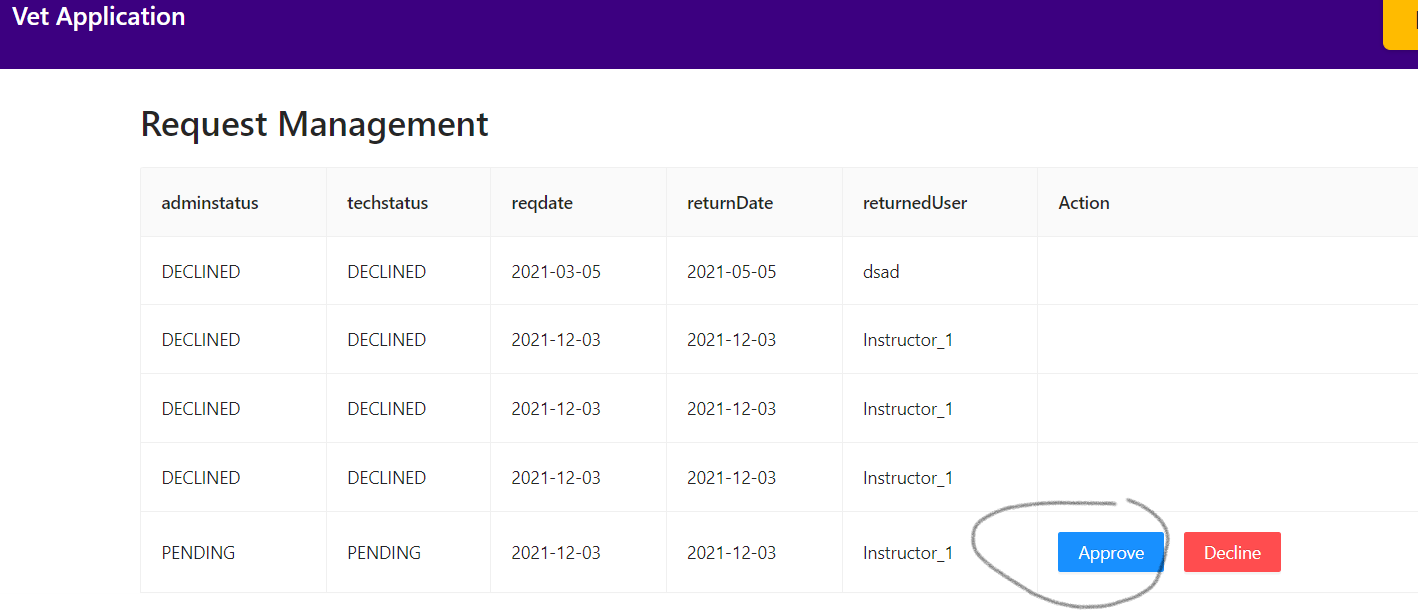 Vet Application
Request Management
adminstatus techstatus reqdate returnDate returnedUser Action
DECLINED DECLINED 2021-03-05 2021-05-05 dsad
DECLINED DECLINED 2021-12-03 2021-12-03 Instructor_1
DECLINED DECLINED 2021-12-03 2021-12-03 Instructor_1
DECLINED DECLINED 2021-12-03 2021-12-03 Instructor_1
PENDING PENDING 2021-12-03 2021-12-03 Instructor_1 Approve Decline